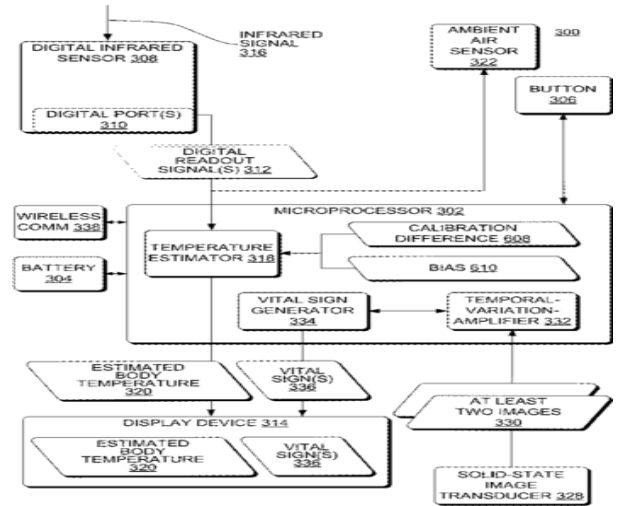 INFRARED
SIGNAL
316
DIGITAL INFRARED
SENSOR 308
DIGITAL PORT(S)
310
AMBIENT
AIR
SENSOR
322
300
BUTTON
306
DIGITAL
READOUT
SIGNAL(S) 312
MICROPROCESSOR 302
WIRELESS
COMM 338
BATTERY
304
TEMPERATURE
ESTIMATOR 318
CALIBRATION
DIFFERENCE 608
BIAS 610
VITAL SIGN
GENERATOR
334
TEMPORAL-
VARIATION-
AMPLIFIER 332
ESTIMATED
BODY
TEMPERATURE
320
VITAL
SIGN(S)
336
AT LEAST
TWO IMAGES
330
DISPLAY DEVICE 314
ESTIMATED
BODY
TEMPERATURE
320
VITAL
SIGN(S)
336
SOLID-STATE
IMAGE
TRANSDUCER 328